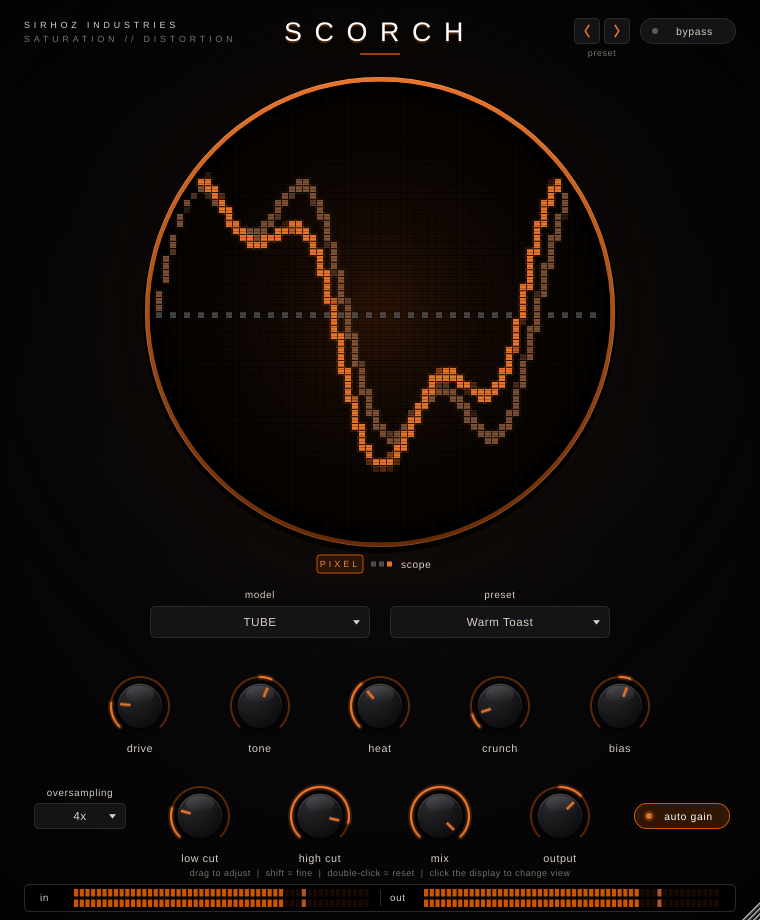 SIRHOZ INDUSTRIES
SATURATION // DISTORTION
SCORCH
preset
bypass
PIXEL
scope
model
preset
TUBE
Warm Toast
drive
tone
heat
crunch
bias
oversampling
4x
auto gain
low cut
high cut
mix
output
drag to adjust | shift = fine | double-click = reset | click the display to change view
in
out